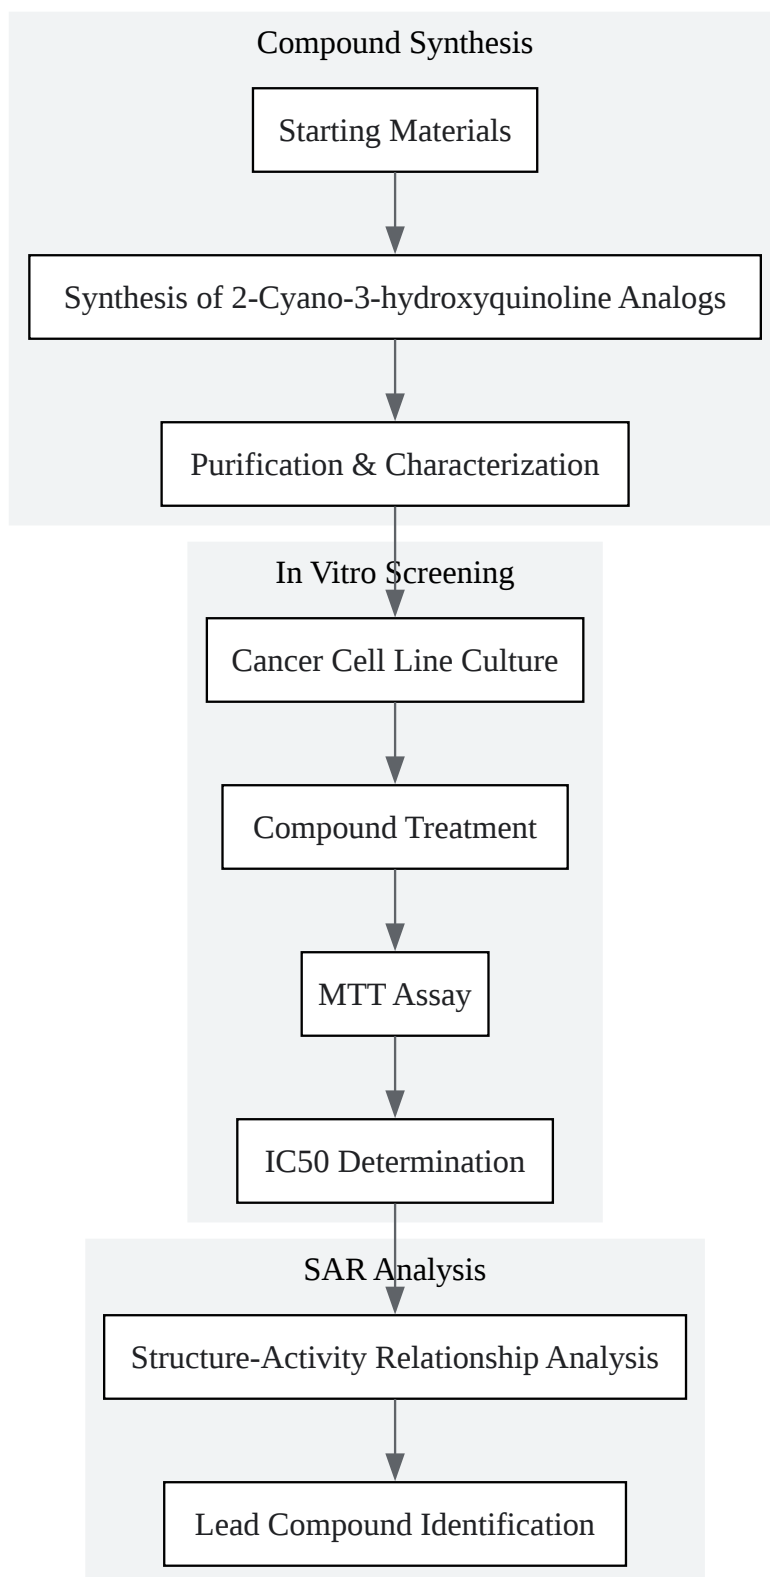 Compound Synthesis
Starting Materials
Synthesis of 2-Cyano-3-hydroxyquinoline Analogs
Purification & Characterization
In Vitro Screening
Cancer Cell Line Culture
Compound Treatment
MTT Assay
IC50 Determination
SAR Analysis
Structure-Activity Relationship Analysis
Lead Compound Identification